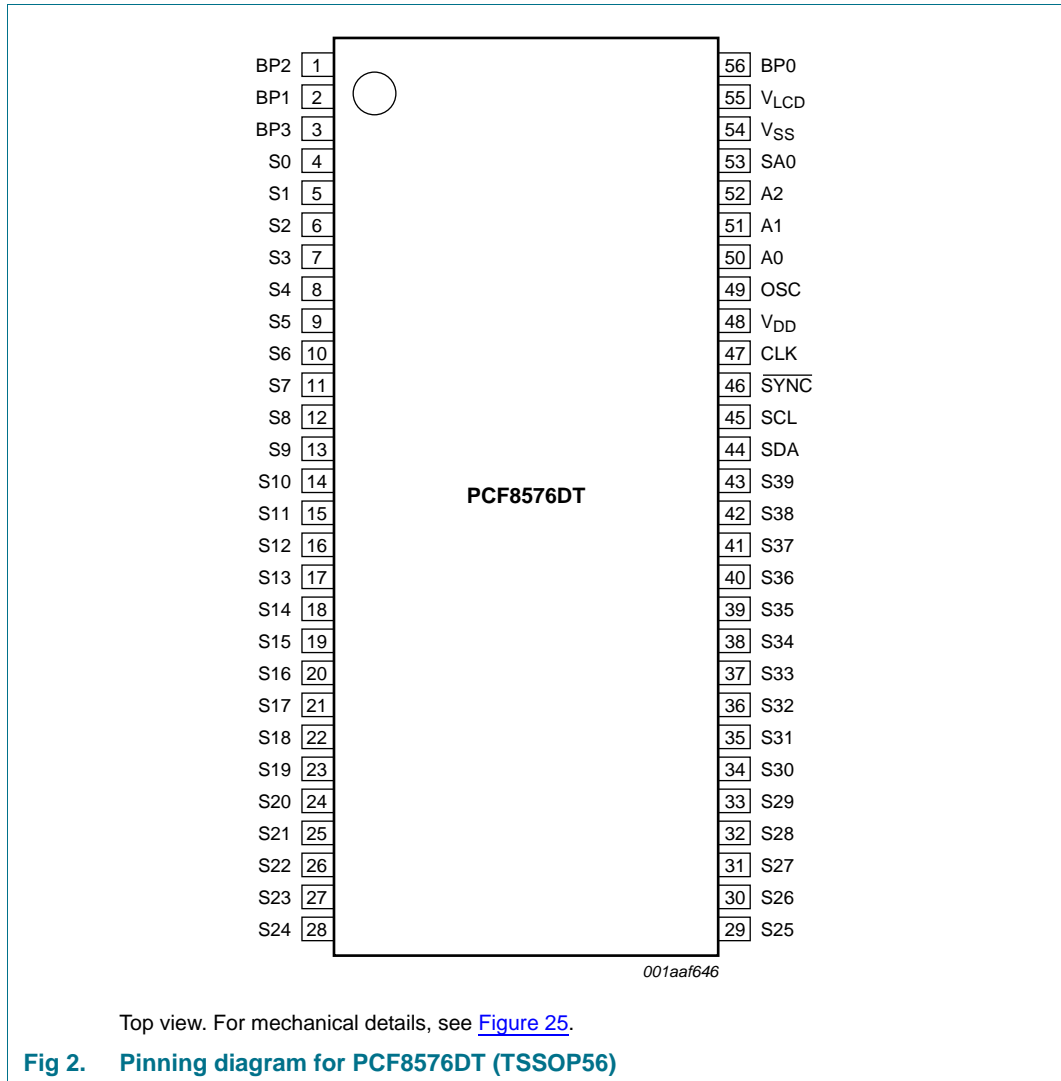 BP2 1 56 BP0
BP1 2 55 VLCD
BP3 3 54 VSS
S0 4 53 SA0
S1 5 52 A2
S2 6 51 A1
S3 7 50 A0
S4 8 49 OSC
S5 9 48 VDD
S6 10 47 CLK
S7 11 46 SYNC
S8 12 45 SCL
S9 13 44 SDA
S10 14 43 S39
PCF8576DT
S11 15 42 S38
S12 16 41 S37
S13 17 40 S36
S14 18 39 S35
S15 19 38 S34
S16 20 37 S33
S17 21 36 S32
S18 22 35 S31
S19 23 34 S30
S20 24 33 S29
S21 25 32 S28
S22 26 31 S27
S23 27 30 S26
S24 28 29 S25
001aaf646
Top view. For mechanical details, see Figure 25.
Fig 2. Pinning diagram for PCF8576DT (TSSOP56)